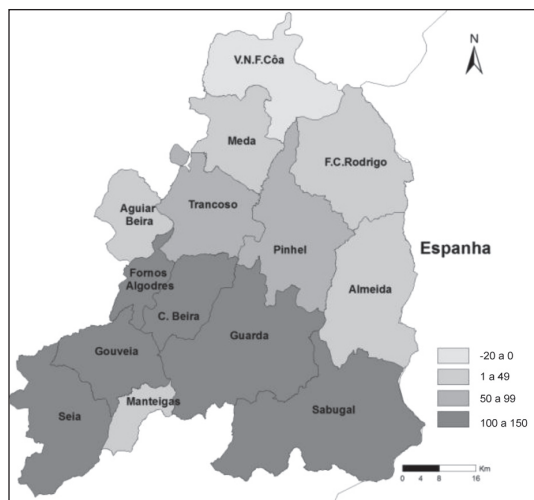 V.N.F.Côa
N
Meda
F.C.Rodrigo
Aguiar
Beira
Trancoso
Espanha
Pinhel
Fornos
Algodres
Almeida
C. Beira
Guarda
Gouveia
-20 a 0
1 a 49
Manteigas
50 a 99
Seia
Sabugal
100 a 150
Km
0 4 8 16